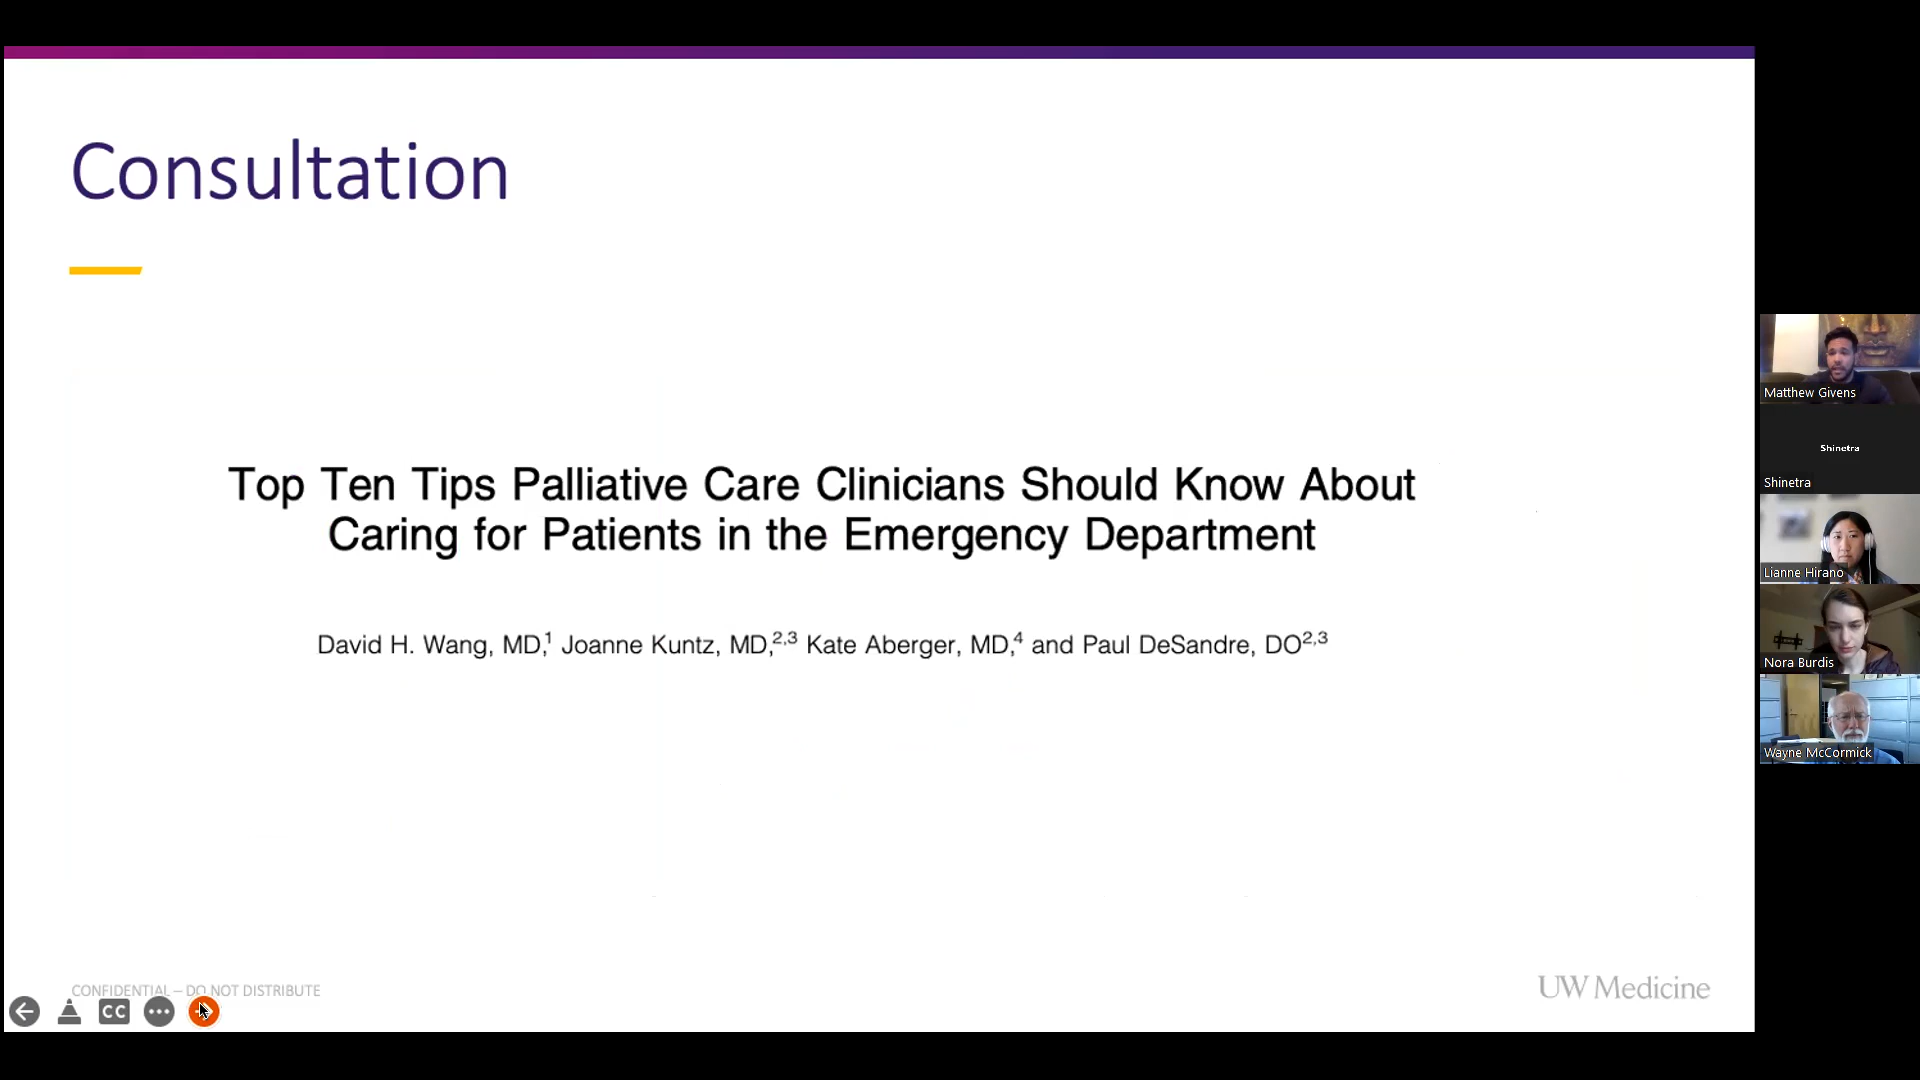 Consultation
Top Ten Tips Palliative Care Clinicians Should Know About
Caring for Patients in the Emergency Department
David H. Wang, MD,1 Joanne Kuntz, MD,2,3 Kate Aberger, MD,4 and Paul DeSandre, DO2,3
CONFIDENTIAL – DO NOT DISTRIBUTE
UW Medicine
CC
Matthew Givens
Shinetra
Shinetra
Lianne Hirano
Nora Burdis
Wayne McCormick